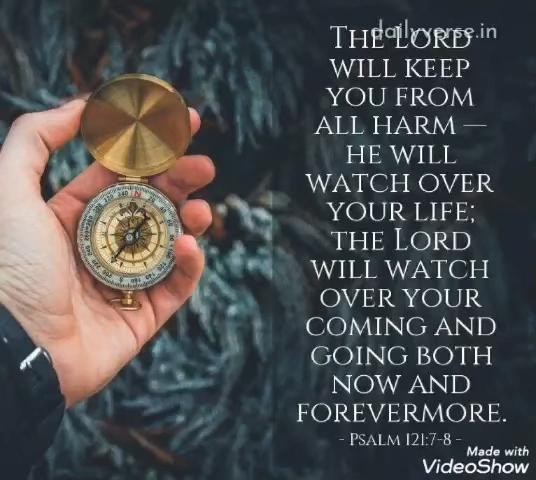 dailyverse.in
The Lord
will keep
you from
all harm —
he will
watch over
your life;
the Lord
will watch
over your
coming and
going both
now and
forevermore.
- Psalm 121:7-8 -
Made with
VideoShow